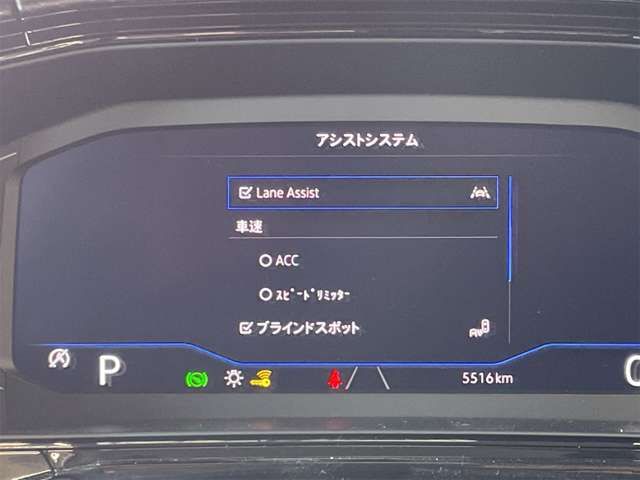 アシストシステム
Lane Assist
車速
ACC
ｽﾋﾟｰﾄﾞﾘﾐｯﾀｰ
ブラインドスポット
P
5516km